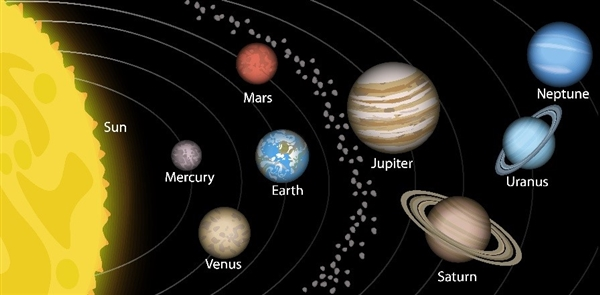 Sun
Mercury
Venus
Earth
Mars
Jupiter
Saturn
Uranus
Neptune